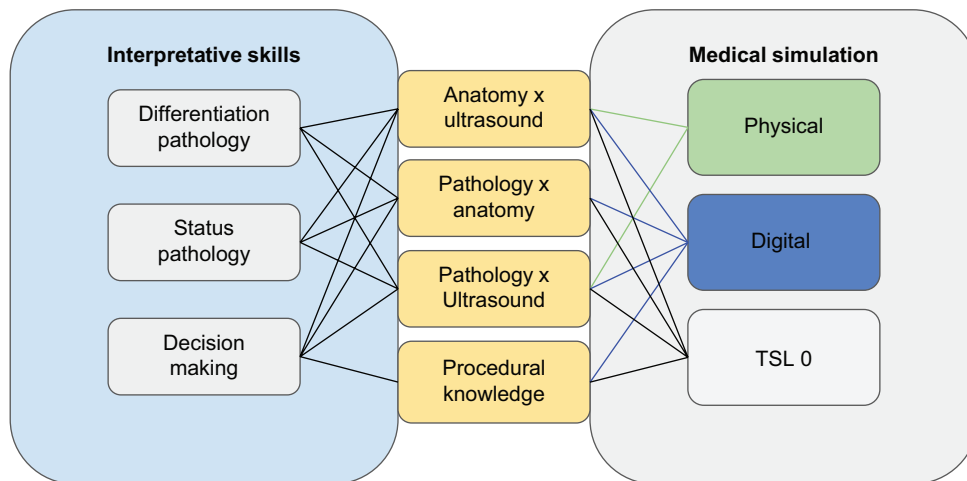 Interpretative skills
Differentiation
pathology
Status
pathology
Decision
making
Anatomy x
ultrasound
Pathology x
anatomy
Pathology x
Ultrasound
Procedural
knowledge
Medical simulation
Physical
Digital
TSL 0